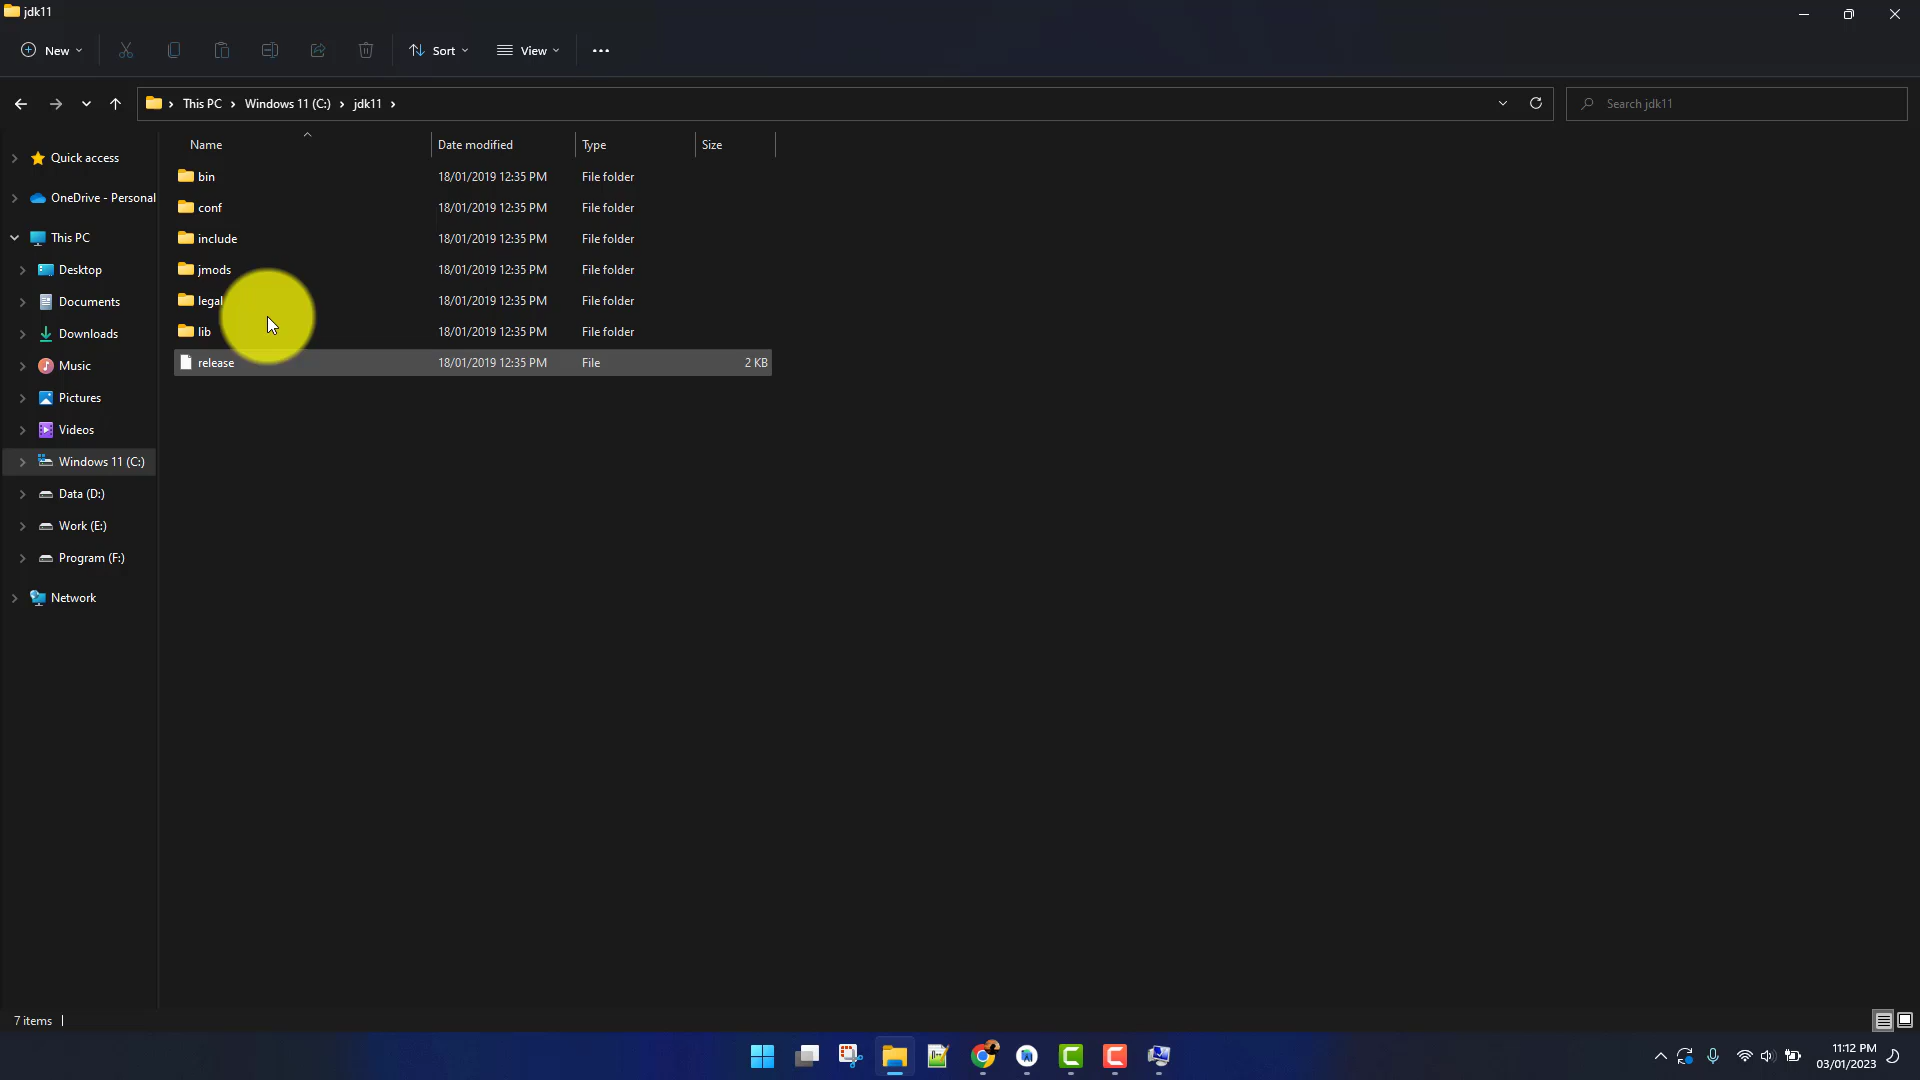 jdk11
New
Sort
View
This PC
Windows 11 (C:)
jdk11
Search jdk11
Name
Date modified
Type
Size
Quick access
OneDrive - Personal
This PC
Desktop
Documents
Downloads
Music
Pictures
Videos
Windows 11 (C:)
Data (D:)
Work (E:)
Program (F:)
Network
bin 18/01/2019 12:35 PM File folder
conf 18/01/2019 12:35 PM File folder
include 18/01/2019 12:35 PM File folder
jmods 18/01/2019 12:35 PM File folder
legal 18/01/2019 12:35 PM File folder
lib 18/01/2019 12:35 PM File folder
release 18/01/2019 12:35 PM File 2 KB
7 items
11:12 PM
03/01/2023